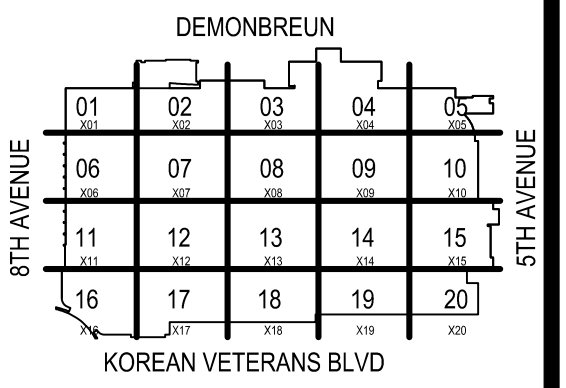 DEMONBREUN
01 02 03 04 05
X01 X02 X03 X04 X05
06 07 08 09 10
X06 X07 X08 X09 X10
8TH AVENUE
5TH AVENUE
11 12 13 14 15
X11 X12 X13 X14 X15
16 17 18 19 20
X16 X17 X18 X19 X20
KOREAN VETERANS BLVD